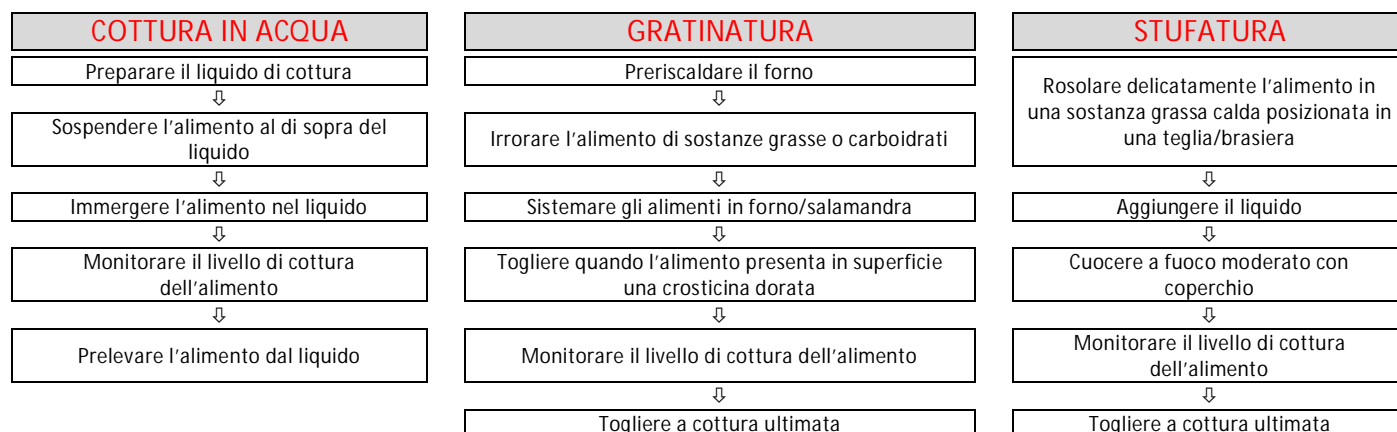 COTTURA IN ACQUA
Preparare il liquido di cottura
⇩
Sospendere l'alimento al di sopra del
liquido
⇩
Immergere l'alimento nel liquido
⇩
Monitorare il livello di cottura
dell'alimento
⇩
Prelevare l'alimento dal liquido
GRATINATURA
Preriscaldare il forno
⇩
Irrorare l'alimento di sostanze grasse o carboidrati
⇩
Sistemare gli alimenti in forno/salamandra
⇩
Togliere quando l'alimento presenta in superficie
una crosticina dorata
⇩
Monitorare il livello di cottura dell'alimento
⇩
Togliere a cottura ultimata
STUFATURA
Rosolare delicatamente l'alimento in
una sostanza grassa calda posizionata in
una teglia/brasiera
⇩
Aggiungere il liquido
⇩
Cuocere a fuoco moderato con
coperchio
⇩
Monitorare il livello di cottura
dell'alimento
⇩
Togliere a cottura ultimata